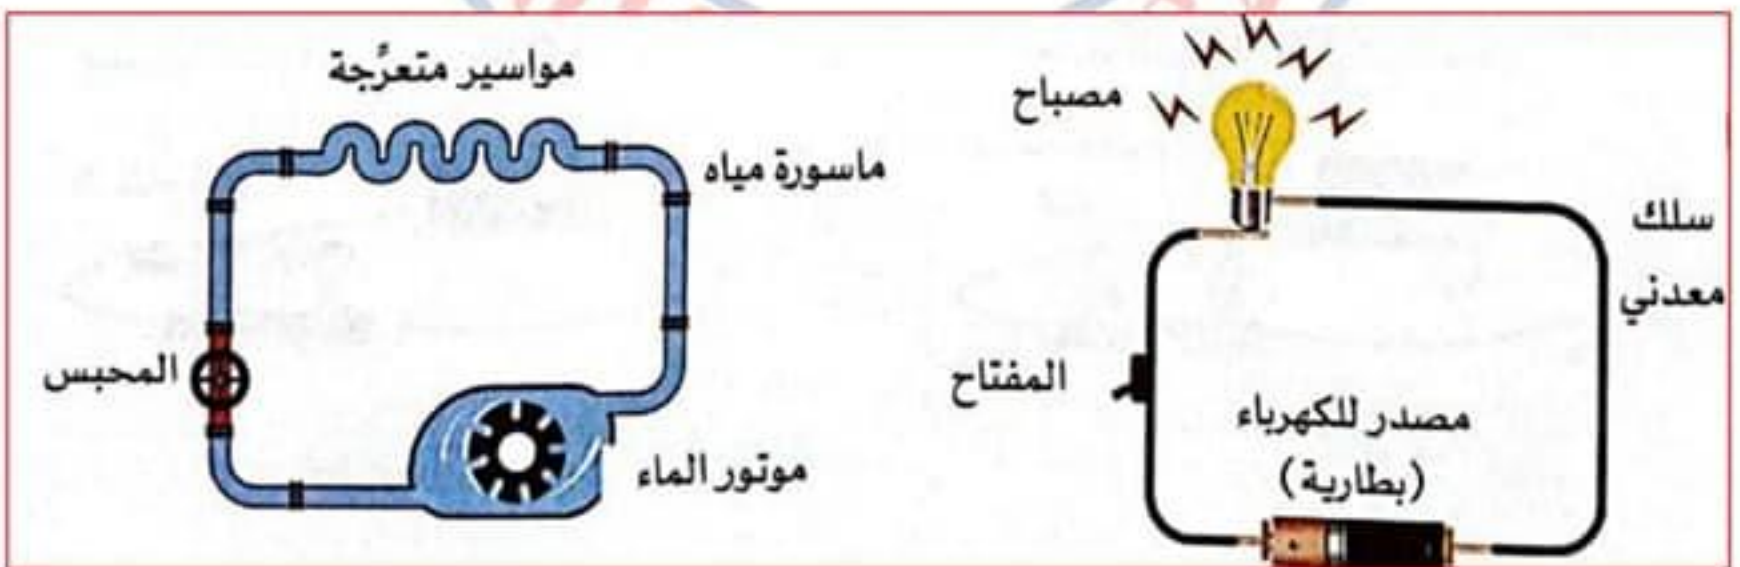 مصباح
سلك
معدني
المفتاح
مصدر للكهرباء
(بطارية)
مواسير متعرِّجة
ماسورة مياه
المحبس
موتور الماء